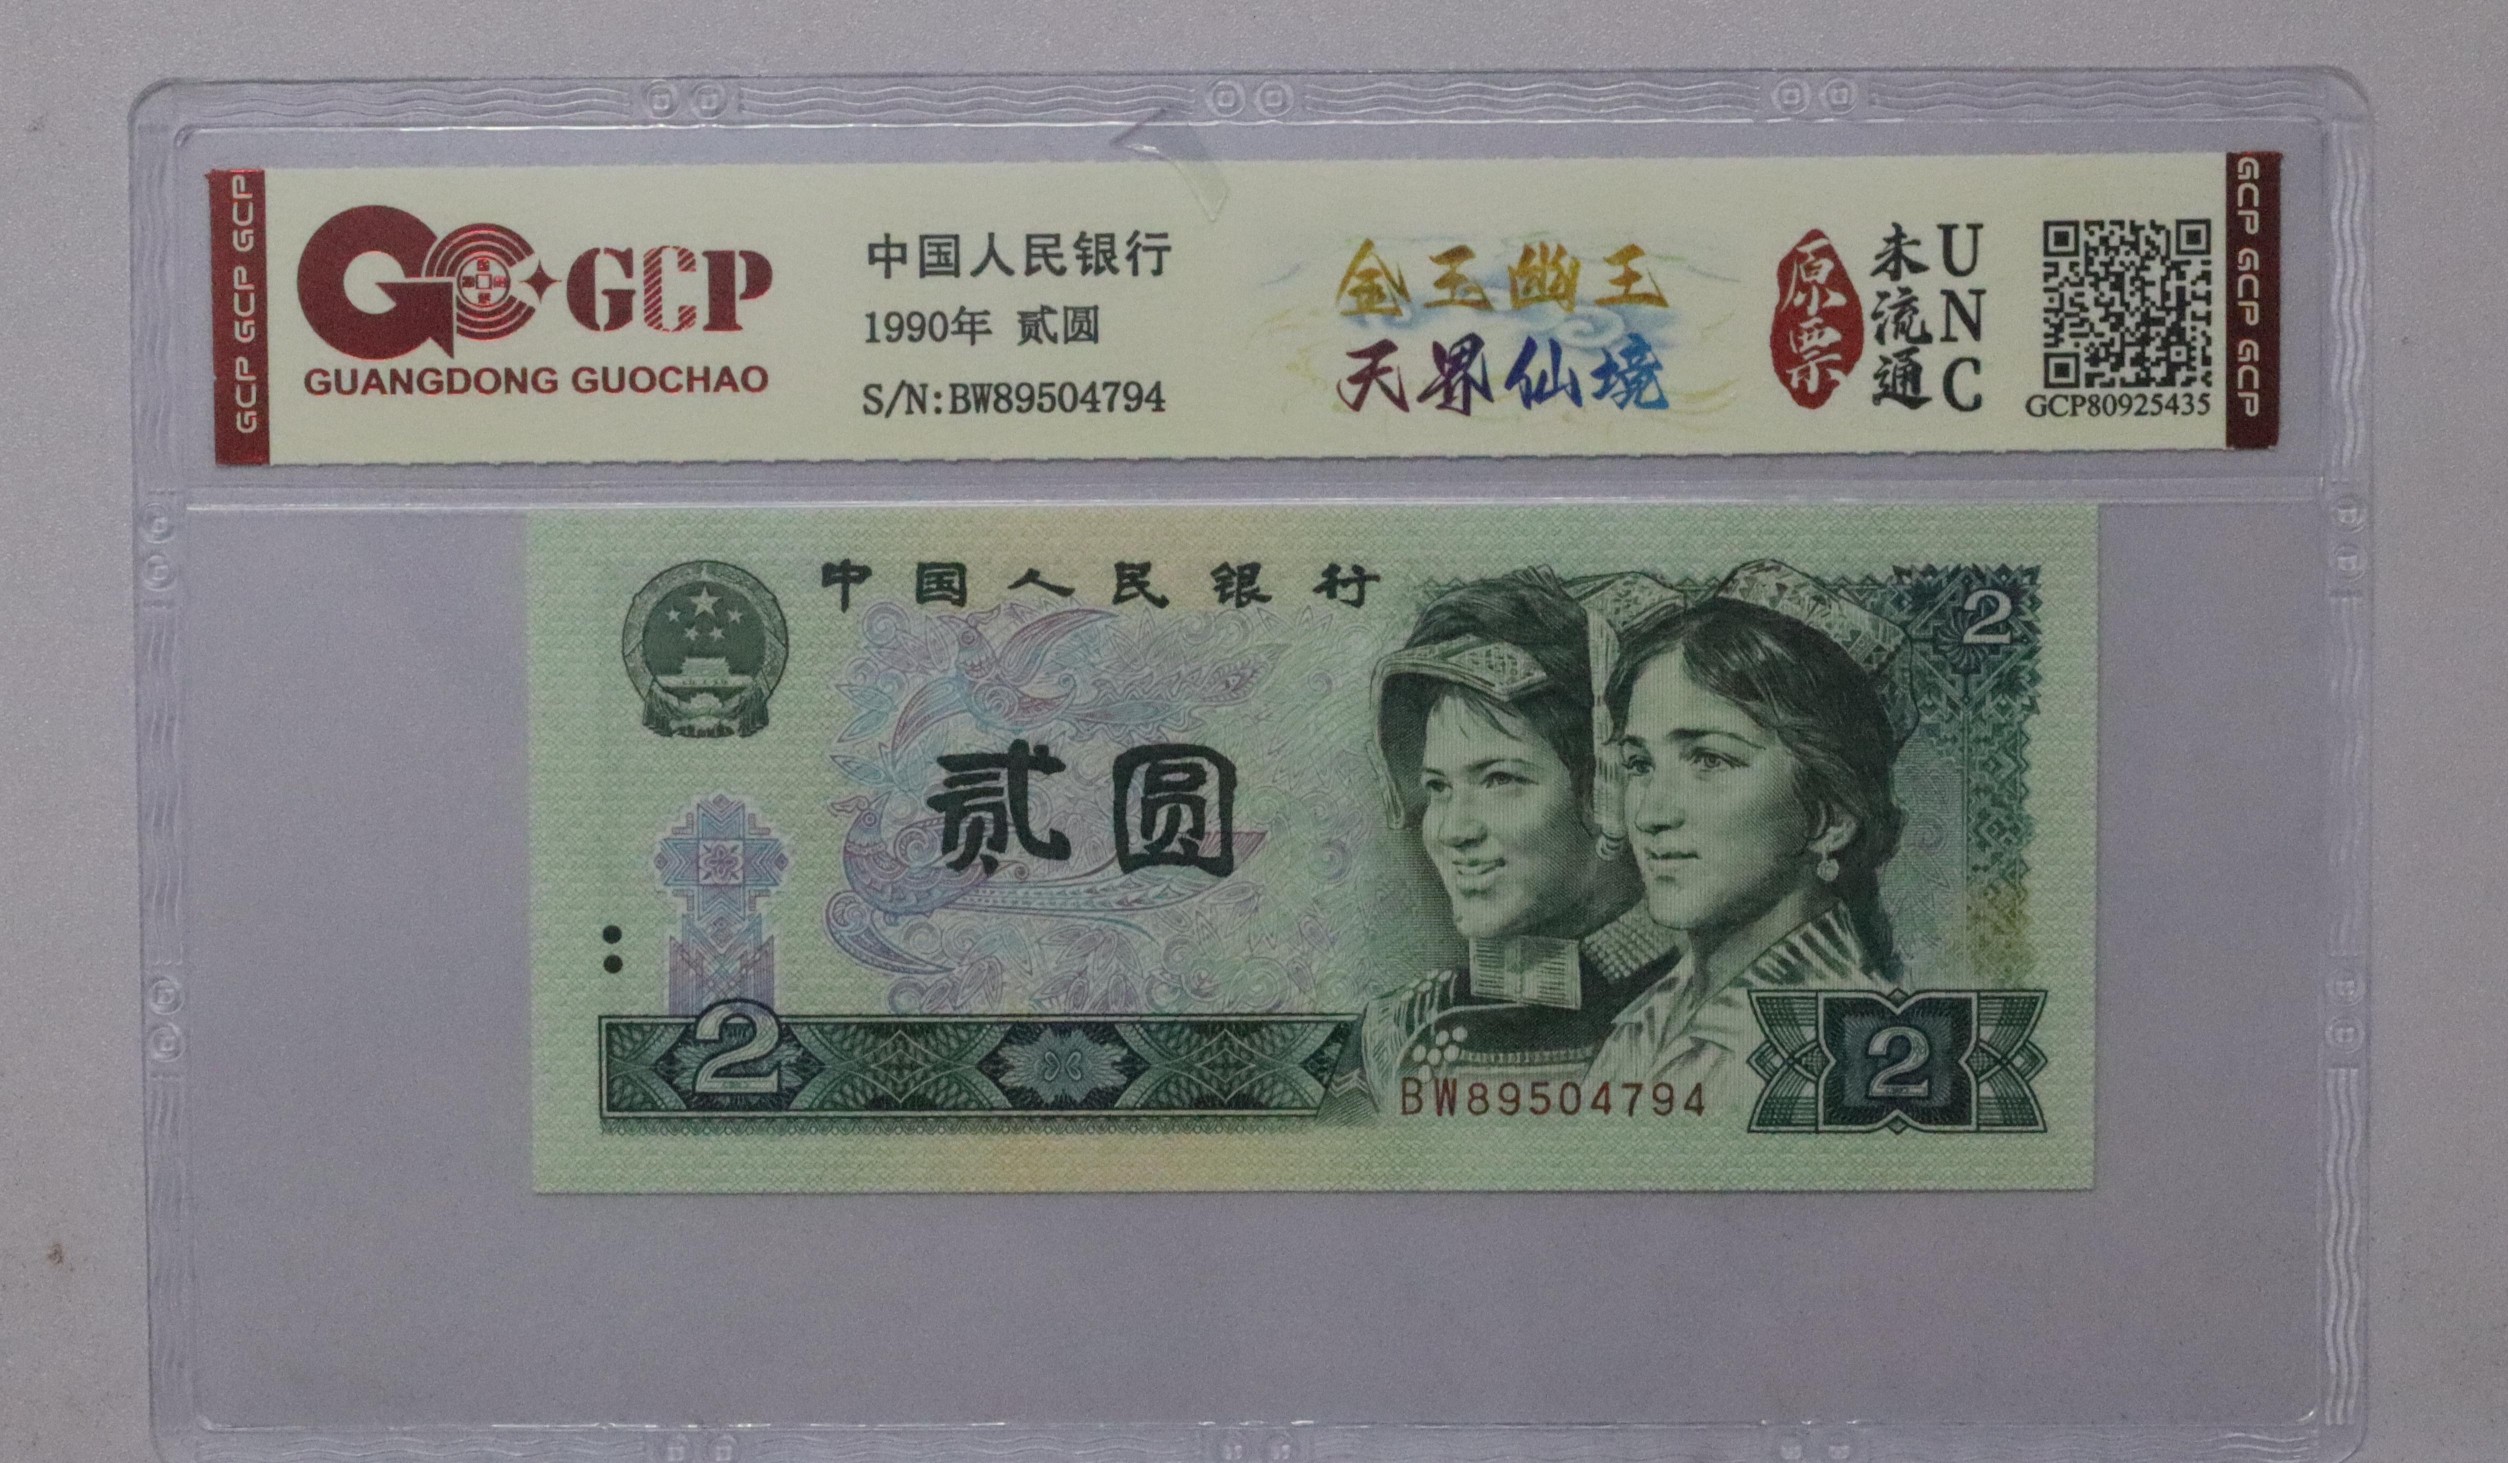 GCP GCP GCP
GCP
GUANGDONG GUOCHAO
中国人民银行
1990年 贰圆
S/N:BW89504794
金玉幽王
天界仙境
原票
未流通
UNC
GCP80925435
GCP GCP GCP
中国人民银行
2
贰圆
2
BW89504794
2